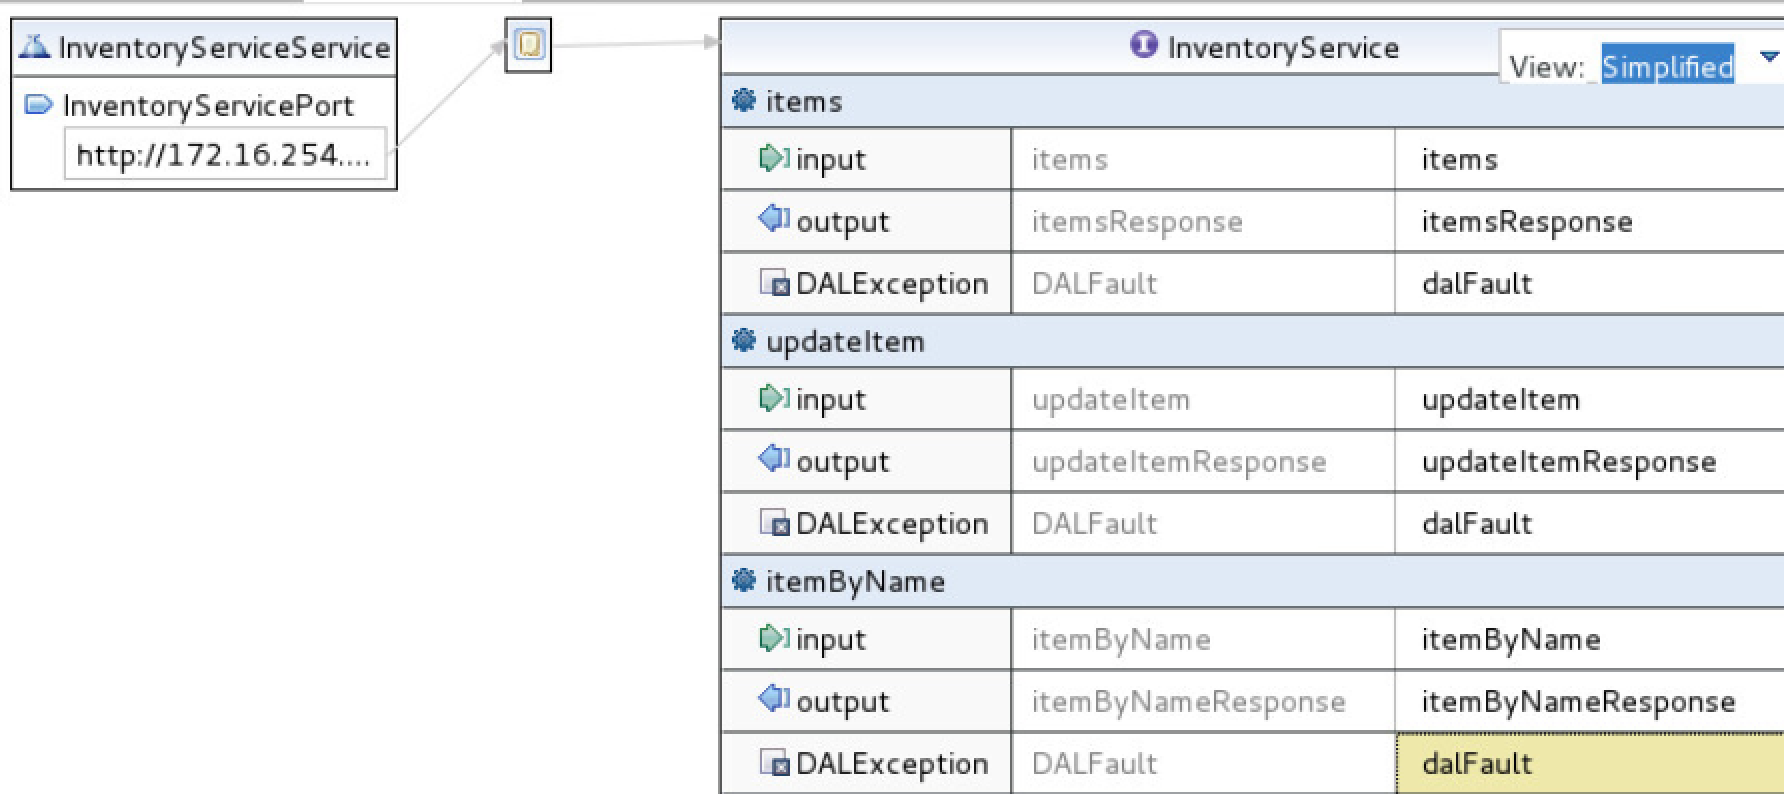 InventoryServiceService
InventoryServicePort
http://172.16.254....
InventoryService
View: Simplified
items
input items items
output itemsResponse itemsResponse
DALException DALFault dalFault
updateItem
input updateItem updateItem
output updateItemResponse updateItemResponse
DALException DALFault dalFault
itemByName
input itemByName itemByName
output itemByNameResponse itemByNameResponse
DALException DALFault dalFault